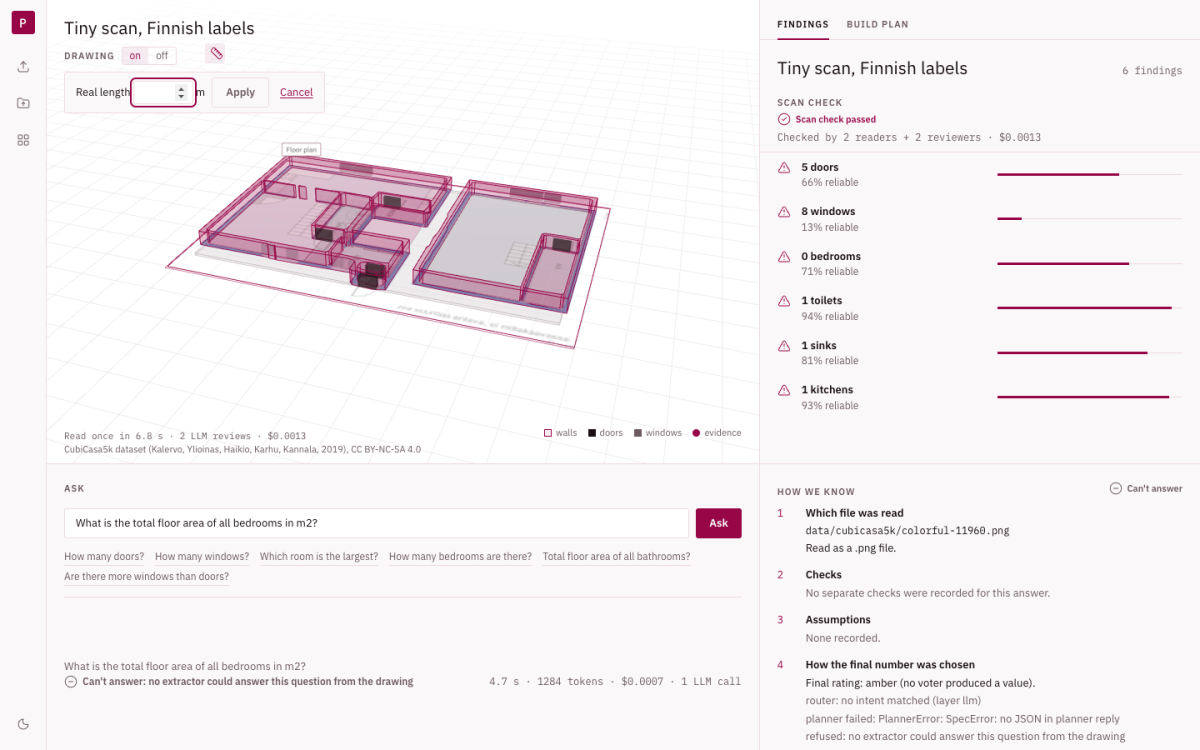 P
Tiny scan, Finnish labels
DRAWING on off
Real length m Apply Cancel
Floor plan
Read once in 6.8 s · 2 LLM reviews · $0.0013
CubiCasa5k dataset (Kalervo, Ylioinas, Haikio, Karhu, Kannala, 2019), CC BY-NC-SA 4.0
walls doors windows evidence
ASK
What is the total floor area of all bedrooms in m2?
Ask
How many doors? How many windows? Which room is the largest? How many bedrooms are there? Total floor area of all bathrooms?
Are there more windows than doors?
What is the total floor area of all bedrooms in m2?
Can't answer: no extractor could answer this question from the drawing 4.7 s · 1284 tokens · $0.0007 · 1 LLM call
FINDINGS BUILD PLAN
Tiny scan, Finnish labels 6 findings
SCAN CHECK
Scan check passed
Checked by 2 readers + 2 reviewers · $0.0013
5 doors
66% reliable
8 windows
13% reliable
0 bedrooms
71% reliable
1 toilets
94% reliable
1 sinks
81% reliable
1 kitchens
93% reliable
HOW WE KNOW Can't answer
1 Which file was read
data/cubicasa5k/colorful-11960.png
Read as a .png file.
2 Checks
No separate checks were recorded for this answer.
3 Assumptions
None recorded.
4 How the final number was chosen
Final rating: amber (no voter produced a value).
router: no intent matched (layer llm)
planner failed: PlannerError: SpecError: no JSON in planner reply
refused: no extractor could answer this question from the drawing